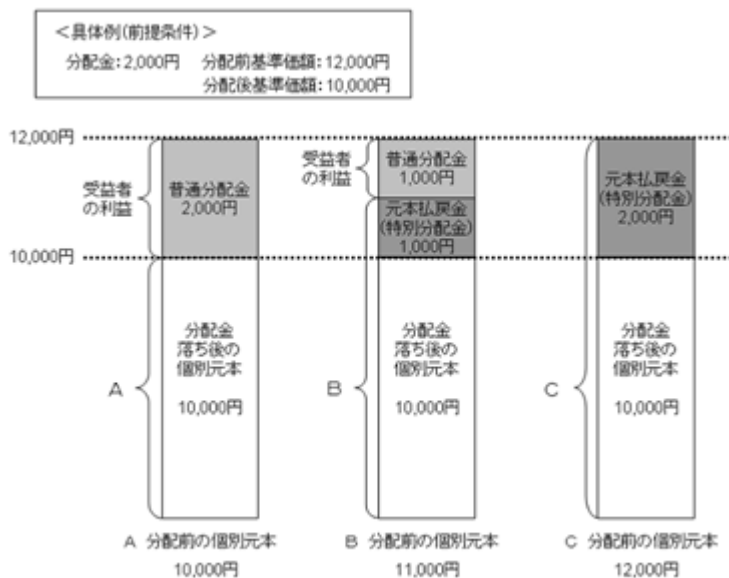 ＜具体例(前提条件)＞
分配金：2,000円 分配前基準価額：12,000円
分配後基準価額：10,000円
12,000円
受益者
の利益
普通分配金
2,000円
受益者
の利益
普通分配金
1,000円
元本払戻金
(特別分配金)
1,000円
元本払戻金
(特別分配金)
2,000円
10,000円
A
分配金
落ち後の
個別元本
10,000円
B
分配金
落ち後の
個別元本
10,000円
C
分配金
落ち後の
個別元本
10,000円
A 分配前の個別元本
10,000円
B 分配前の個別元本
11,000円
C 分配前の個別元本
12,000円